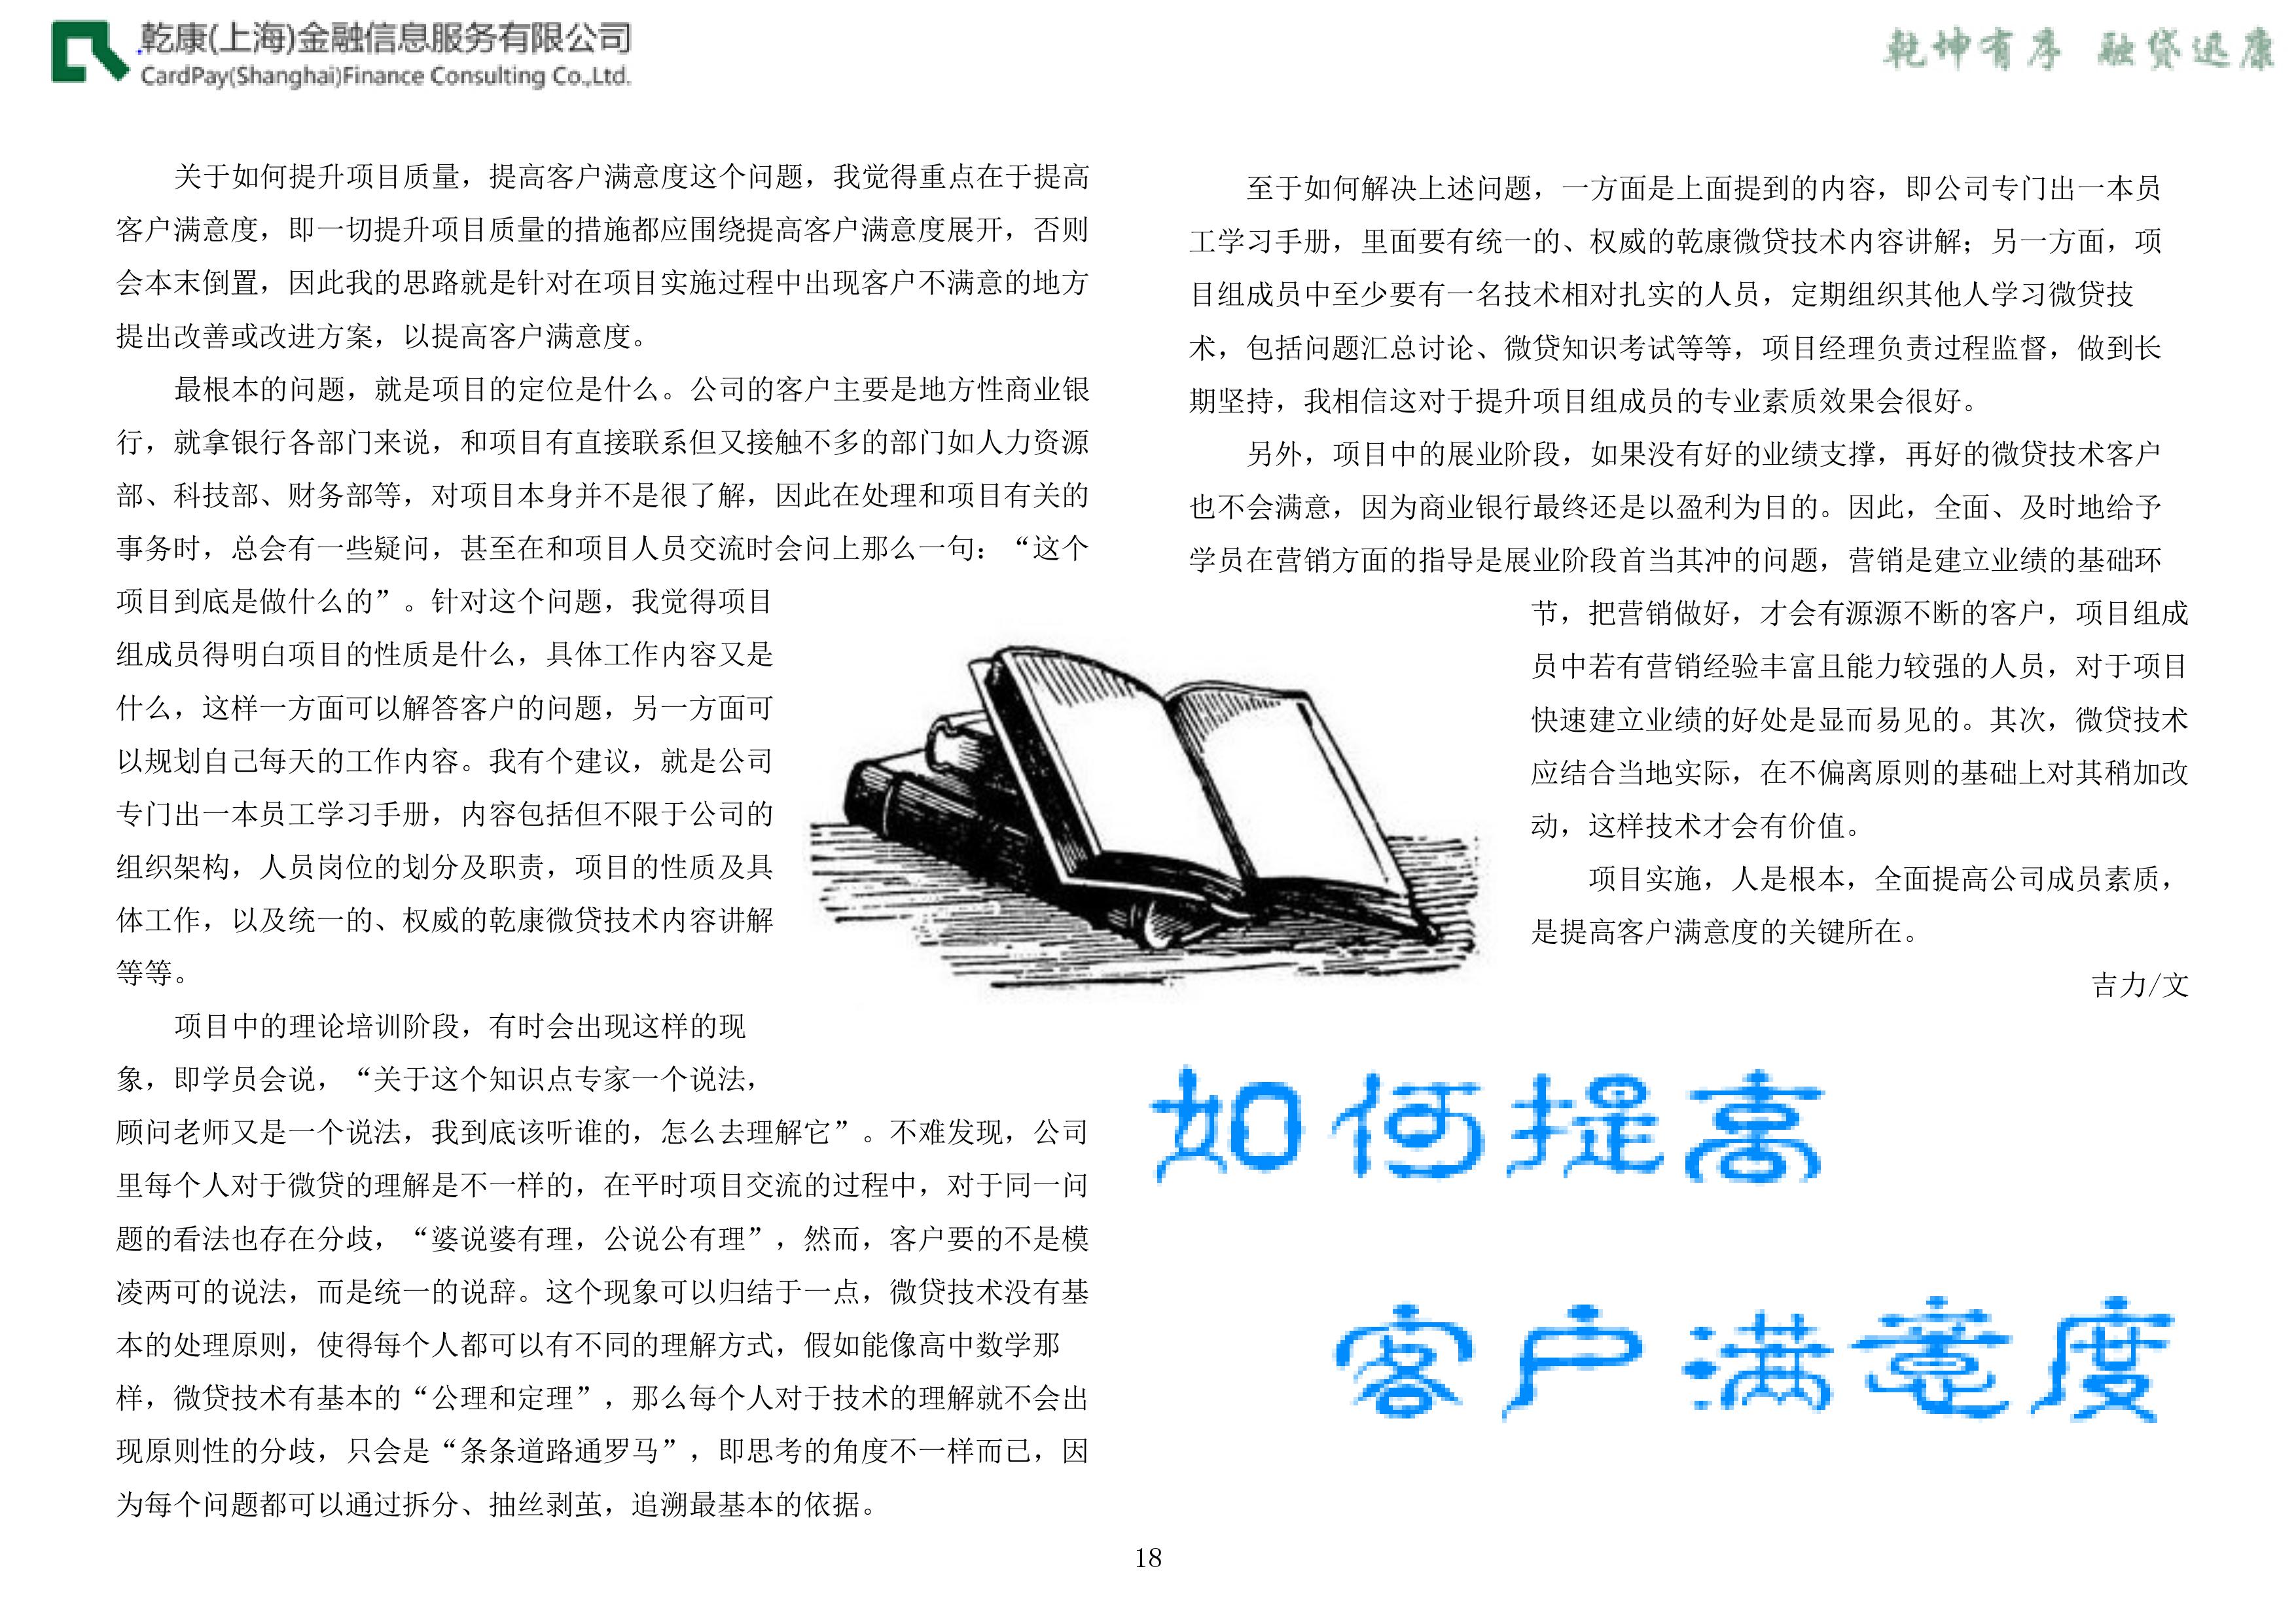 乾康(上海)金融信息服务有限公司
CardPay(Shanghai)Finance Consulting Co.,Ltd.
乾坤有序 融贷迅康
关于如何提升项目质量，提高客户满意度这个问题，我觉得重点在于提高
客户满意度，即一切提升项目质量的措施都应围绕提高客户满意度展开，否则
会本末倒置，因此我的思路就是针对在项目实施过程中出现客户不满意的地方
提出改善或改进方案，以提高客户满意度。
最根本的问题，就是项目的定位是什么。公司的客户主要是地方性商业银
行，就拿银行各部门来说，和项目有直接联系但又接触不多的部门如人力资源
部、科技部、财务部等，对项目本身并不是很了解，因此在处理和项目有关的
事务时，总会有一些疑问，甚至在和项目人员交流时会问上那么一句：“这个
项目到底是做什么的”。针对这个问题，我觉得项目
组成员得明白项目的性质是什么，具体工作内容又是
什么，这样一方面可以解答客户的问题，另一方面可
以规划自己每天的工作内容。我有个建议，就是公司
专门出一本员工学习手册，内容包括但不限于公司的
组织架构，人员岗位的划分及职责，项目的性质及具
体工作，以及统一的、权威的乾康微贷技术内容讲解
等等。
项目中的理论培训阶段，有时会出现这样的现
象，即学员会说，“关于这个知识点专家一个说法，
顾问老师又是一个说法，我到底该听谁的，怎么去理解它”。不难发现，公司
里每个人对于微贷的理解是不一样的，在平时项目交流的过程中，对于同一问
题的看法也存在分歧，“婆说婆有理，公说公有理”，然而，客户要的不是模
凌两可的说法，而是统一的说辞。这个现象可以归结于一点，微贷技术没有基
本的处理原则，使得每个人都可以有不同的理解方式，假如能像高中数学那
样，微贷技术有基本的“公理和定理”，那么每个人对于技术的理解就不会出
现原则性的分歧，只会是“条条道路通罗马”，即思考的角度不一样而已，因
为每个问题都可以通过拆分、抽丝剥茧，追溯最基本的依据。
至于如何解决上述问题，一方面是上面提到的内容，即公司专门出一本员
工学习手册，里面要有统一的、权威的乾康微贷技术内容讲解；另一方面，项
目组成员中至少要有一名技术相对扎实的人员，定期组织其他人学习微贷技
术，包括问题汇总讨论、微贷知识考试等等，项目经理负责过程监督，做到长
期坚持，我相信这对于提升项目组成员的专业素质效果会很好。
另外，项目中的展业阶段，如果没有好的业绩支撑，再好的微贷技术客户
也不会满意，因为商业银行最终还是以盈利为目的。因此，全面、及时地给予
学员在营销方面的指导是展业阶段首当其冲的问题，营销是建立业绩的基础环
节，把营销做好，才会有源源不断的客户，项目组成
员中若有营销经验丰富且能力较强的人员，对于项目
快速建立业绩的好处是显而易见的。其次，微贷技术
应结合当地实际，在不偏离原则的基础上对其稍加改
动，这样技术才会有价值。
项目实施，人是根本，全面提高公司成员素质，
是提高客户满意度的关键所在。
吉力/文
如何提高
客户满意度
18